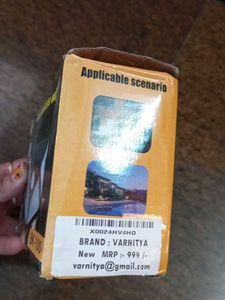 Applicable scenario
X0024HV4HD
BRAND : VARNITYA
New MRP :- 999 /-
varnitya@gmail.com